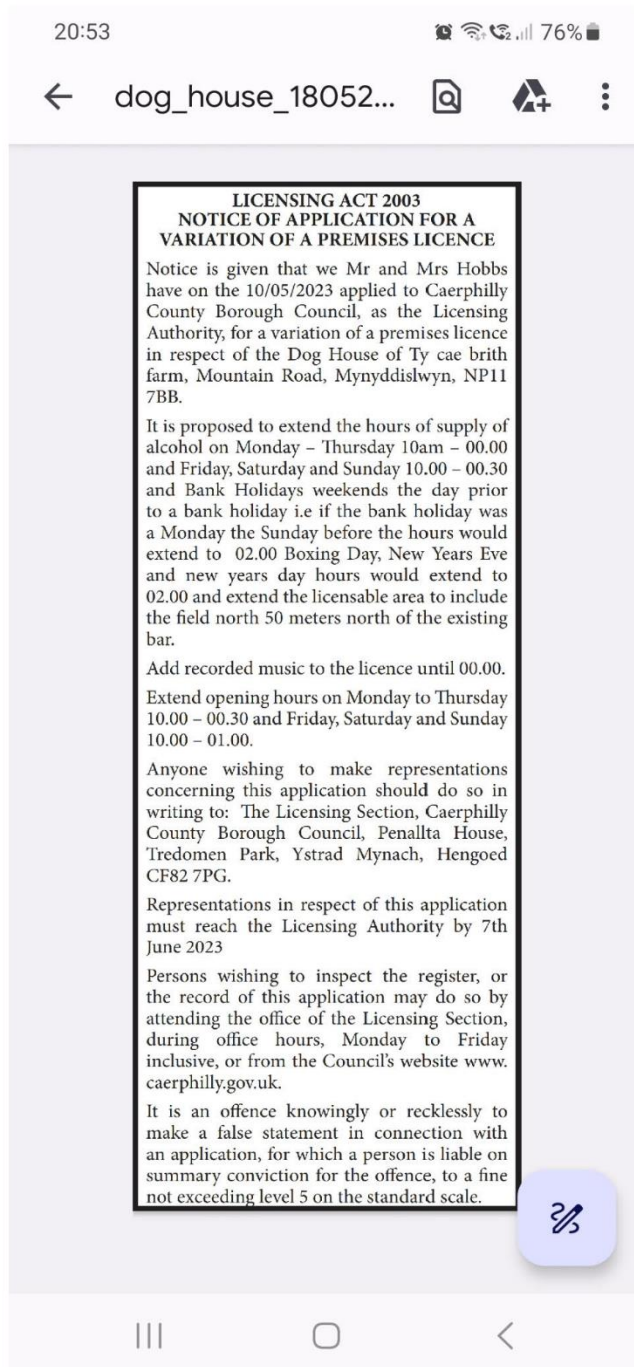 20:53
76%
dog_house_18052...
LICENSING ACT 2003
NOTICE OF APPLICATION FOR A
VARIATION OF A PREMISES LICENCE
Notice is given that we Mr and Mrs Hobbs
have on the 10/05/2023 applied to Caerphilly
County Borough Council, as the Licensing
Authority, for a variation of a premises licence
in respect of the Dog House of Ty cae brith
farm, Mountain Road, Mynyddislwyn, NP11
7BB.
It is proposed to extend the hours of supply of
alcohol on Monday – Thursday 10am – 00.00
and Friday, Saturday and Sunday 10.00 – 00.30
and Bank Holidays weekends the day prior
to a bank holiday i.e if the bank holiday was
a Monday the Sunday before the hours would
extend to 02.00 Boxing Day, New Years Eve
and new years day hours would extend to
02.00 and extend the licensable area to include
the field north 50 meters north of the existing
bar.
Add recorded music to the licence until 00.00.
Extend opening hours on Monday to Thursday
10.00 – 00.30 and Friday, Saturday and Sunday
10.00 – 01.00.
Anyone wishing to make representations
concerning this application should do so in
writing to: The Licensing Section, Caerphilly
County Borough Council, Penallta House,
Tredomen Park, Ystrad Mynach, Hengoed
CF82 7PG.
Representations in respect of this application
must reach the Licensing Authority by 7th
June 2023
Persons wishing to inspect the register, or
the record of this application may do so by
attending the office of the Licensing Section,
during office hours, Monday to Friday
inclusive, or from the Council's website www.
caerphilly.gov.uk.
It is an offence knowingly or recklessly to
make a false statement in connection with
an application, for which a person is liable on
summary conviction for the offence, to a fine
not exceeding level 5 on the standard scale.